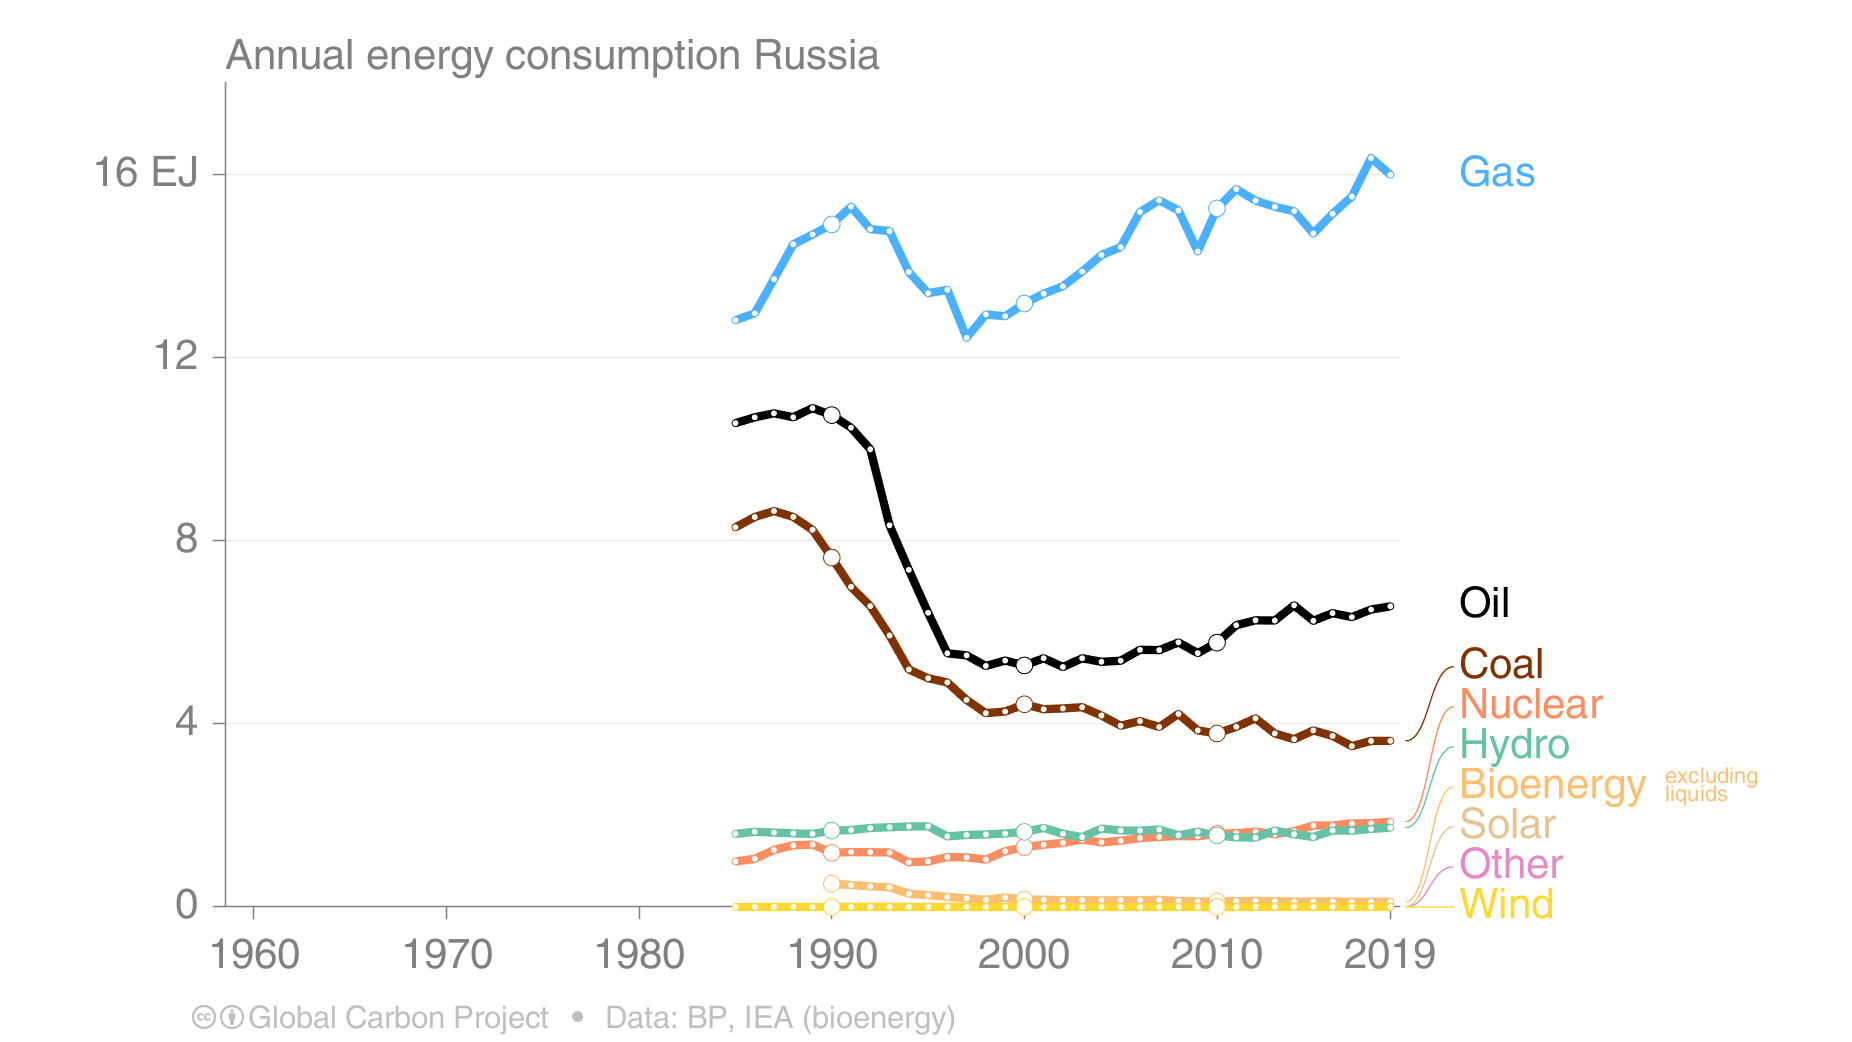 Annual energy consumption Russia
16 EJ
12
8
4
0
1960 1970 1980 1990 2000 2010 2019
Gas
Oil
Coal
Nuclear
Hydro
Bioenergy excluding
liquids
Solar
Other
Wind
cc Global Carbon Project • Data: BP, IEA (bioenergy)